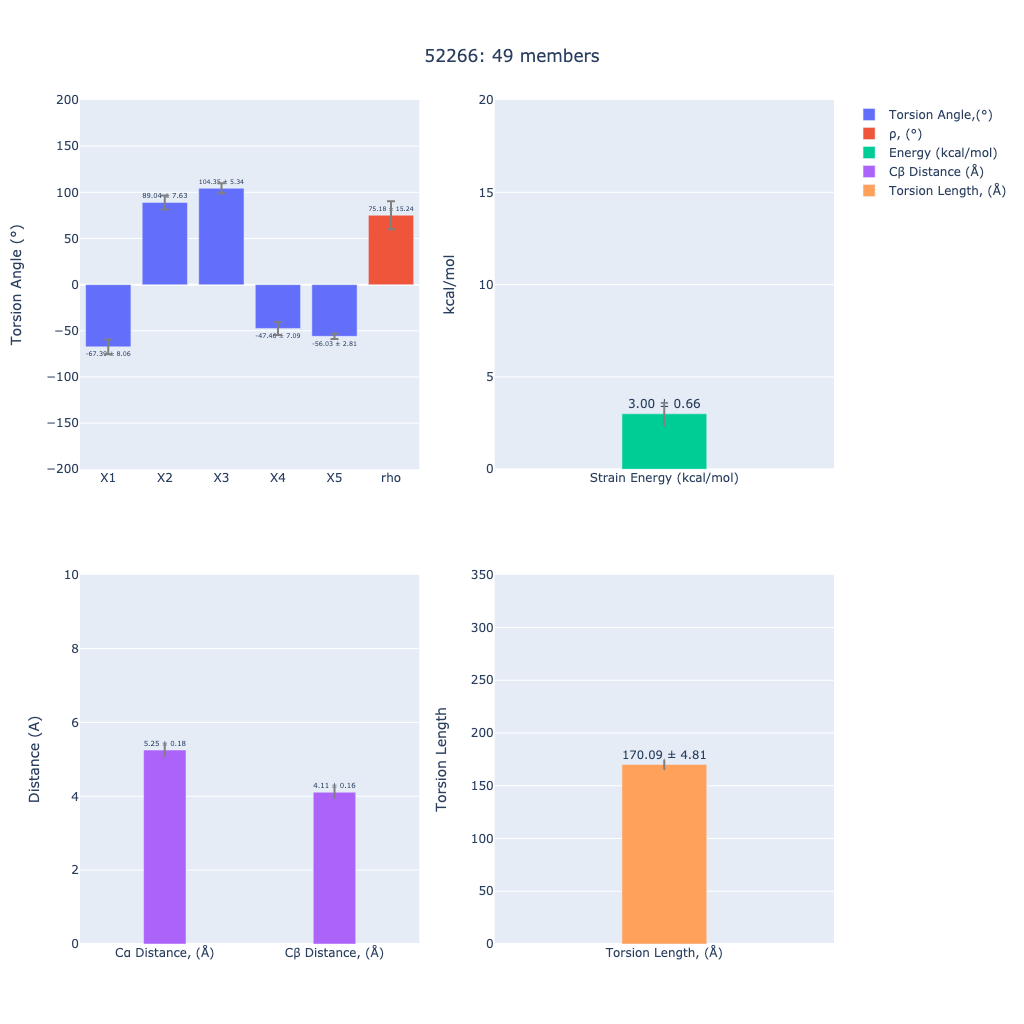 52266: 49 members
Torsion Angle (°)
200
150
100
50
0
−50
−100
−150
−200
-67.39 ± 8.06
89.04 ± 7.63
104.35 ± 5.34
-47.46 ± 7.09
-56.03 ± 2.81
75.18 ± 15.24
X1 X2 X3 X4 X5 rho
kcal/mol
20
15
10
5
0
3.00 ± 0.66
Strain Energy (kcal/mol)
Torsion Angle,(°)
ρ, (°)
Energy (kcal/mol)
Cβ Distance (Å)
Torsion Length, (Å)
Distance (A)
10
8
6
4
2
0
5.25 ± 0.18
4.11 ± 0.16
Cα Distance, (Å) Cβ Distance, (Å)
Torsion Length
350
300
250
200
150
100
50
0
170.09 ± 4.81
Torsion Length, (Å)